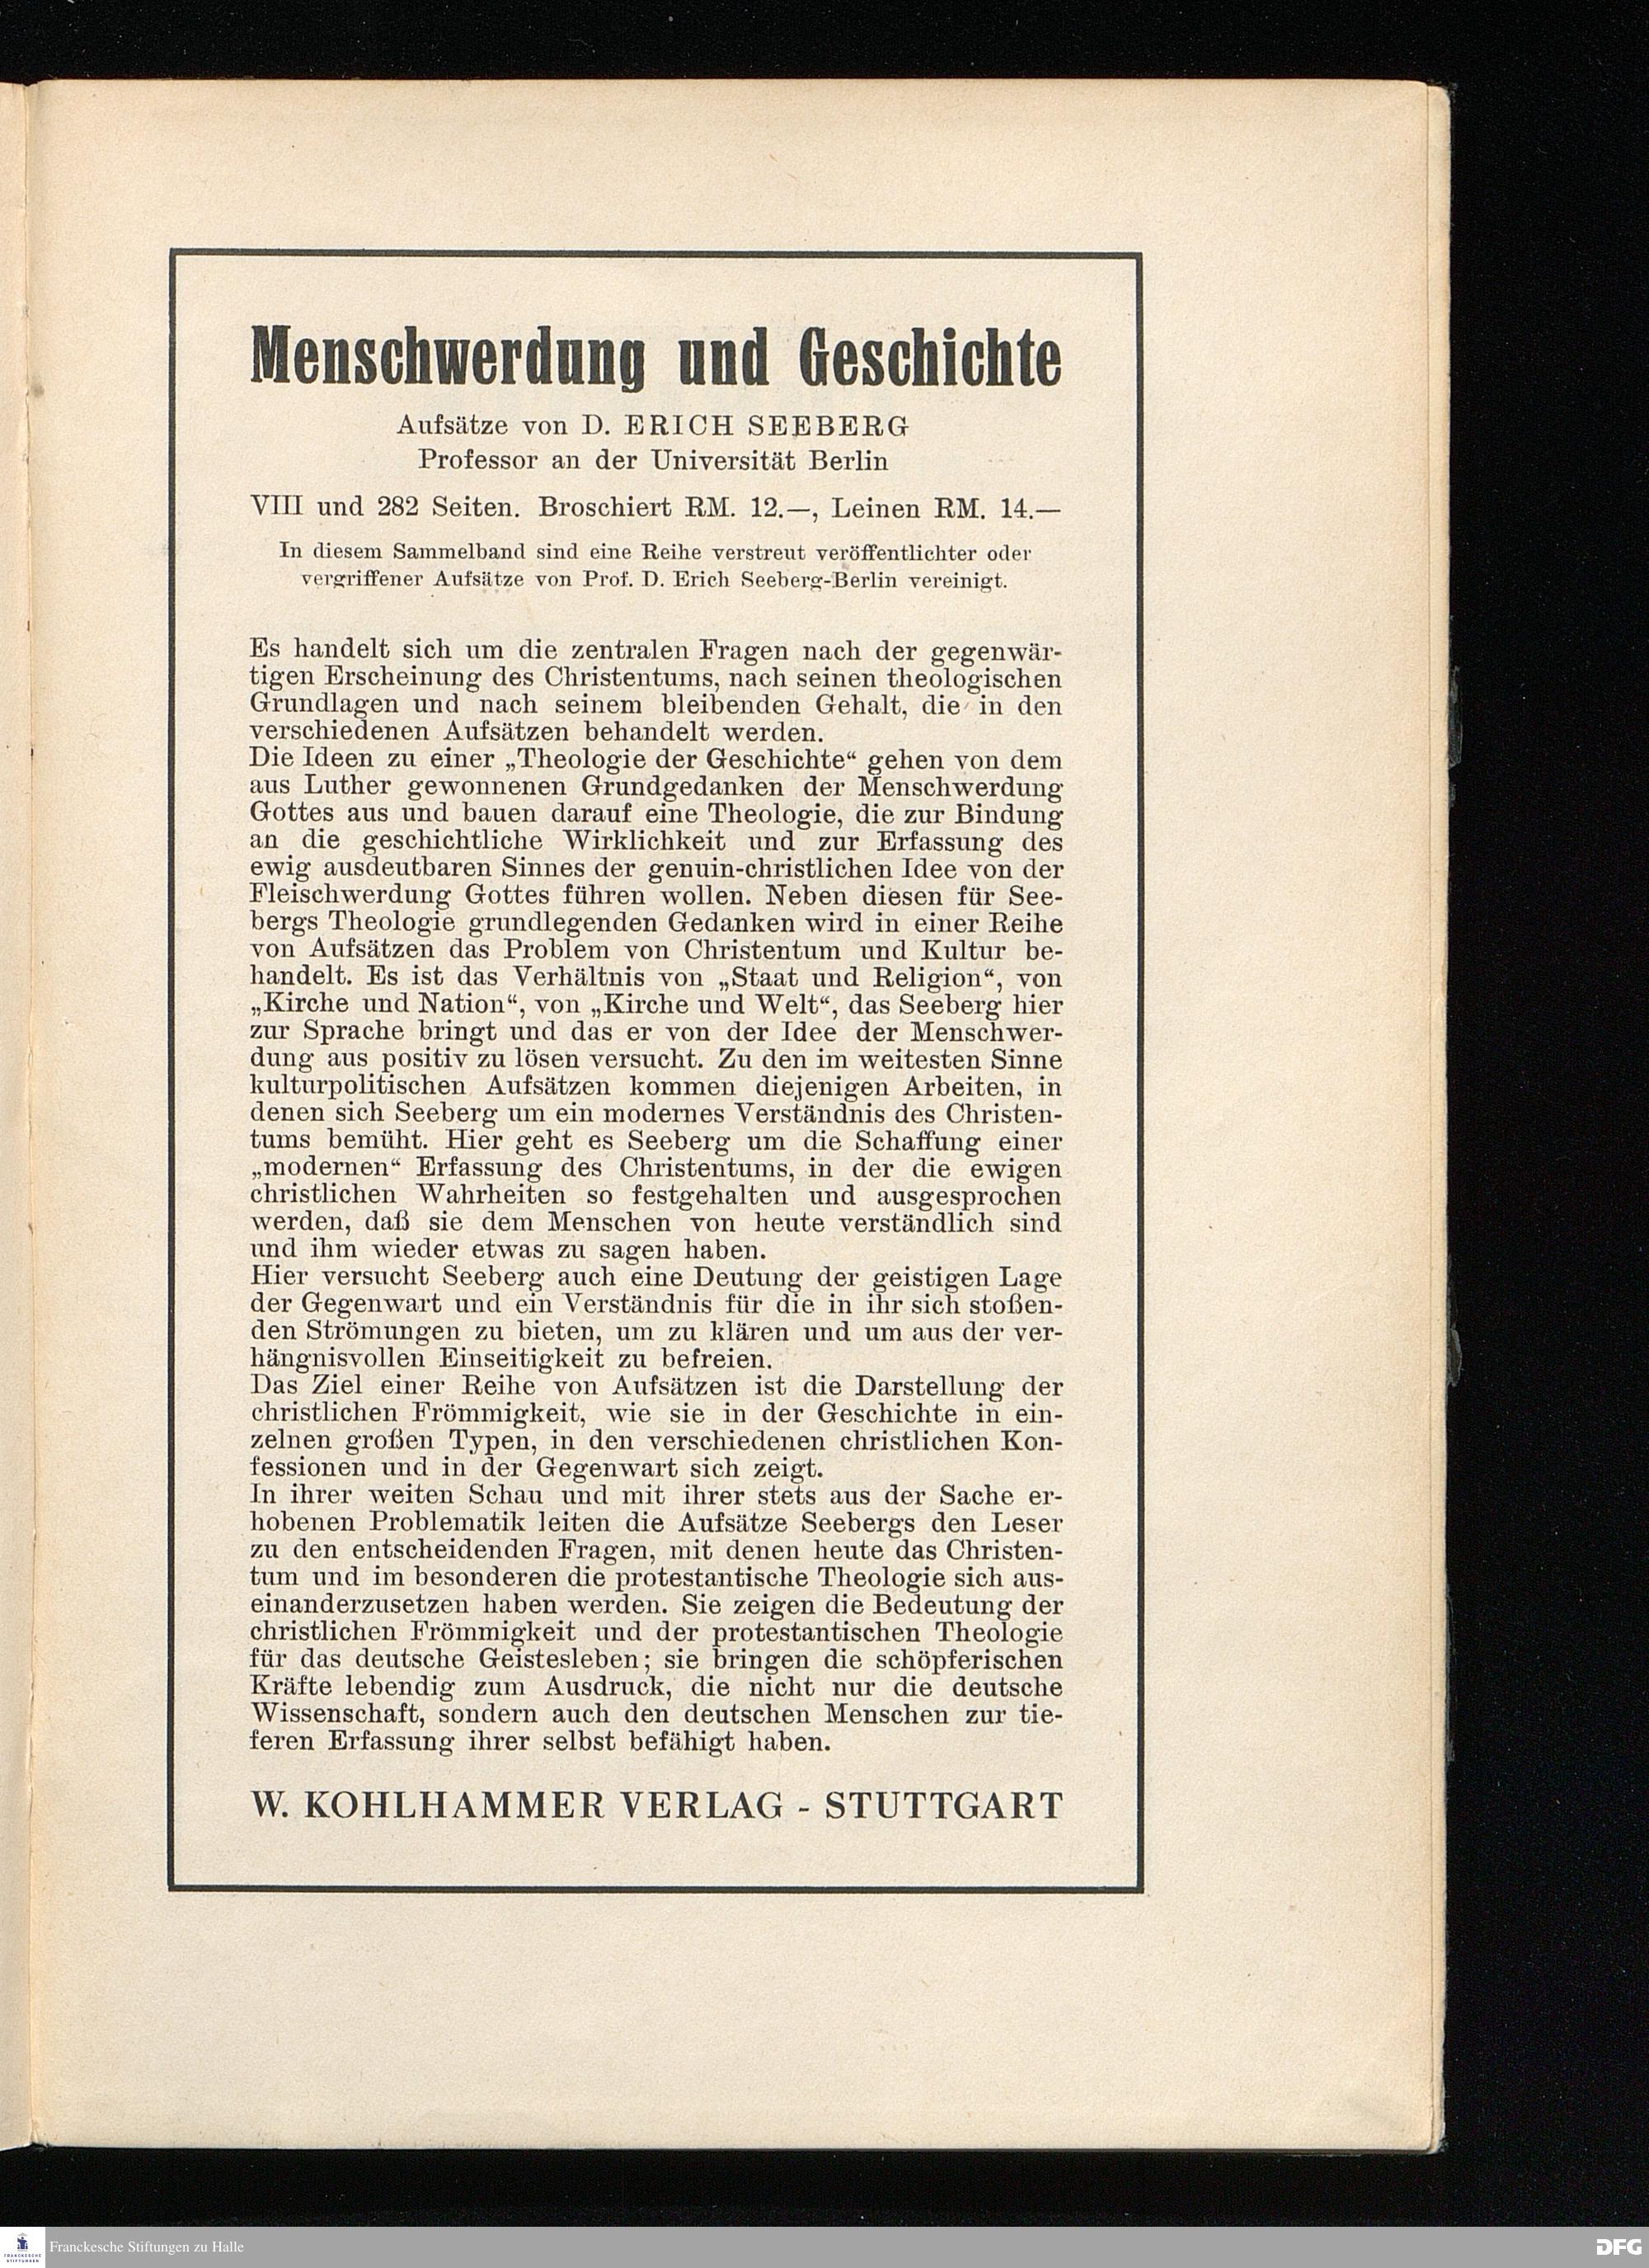 Menschwerdung und Geschichte
Aufsätze von D. ERICH SEEBERG
Professor an der Universität Berlin
VIII und 282 Seiten. Broschiert RM. 12.—, Leinen RM. 14.—
In diesem Sammelband sind eine Reihe verstreut veröffentlichter oder
vergriffener Aufsätze von Prof. D. Erich Seeberg-Berlin vereinigt.
Es handelt sich um die zentralen Fragen nach der gegenwär-
tigen Erscheinung des Christentums, nach seinen theologischen
Grundlagen und nach seinem bleibenden Gehalt, die in den
verschiedenen Aufsätzen behandelt werden.
Die Ideen zu einer „Theologie der Geschichte“ gehen von dem
aus Luther gewonnenen Grundgedanken der Menschwerdung
Gottes aus und bauen darauf eine Theologie, die zur Bindung
an die geschichtliche Wirklichkeit und zur Erfassung des
ewig ausdeutbaren Sinnes der genuin-christlichen Idee von der
Fleischwerdung Gottes führen wollen. Neben diesen für See-
bergs Theologie grundlegenden Gedanken wird in einer Reihe
von Aufsätzen das Problem von Christentum und Kultur be-
handelt. Es ist das Verhältnis von „Staat und Religion“, von
„Kirche und Nation“, von „Kirche und Welt“, das Seeberg hier
zur Sprache bringt und das er von der Idee der Menschwer-
dung aus positiv zu lösen versucht. Zu den im weitesten Sinne
kulturpolitischen Aufsätzen kommen diejenigen Arbeiten, in
denen sich Seeberg um ein modernes Verständnis des Christen-
tums bemüht. Hier geht es Seeberg um die Schaffung einer
„modernen“ Erfassung des Christentums, in der die ewigen
christlichen Wahrheiten so festgehalten und ausgesprochen
werden, daß sie dem Menschen von heute verständlich sind
und ihm wieder etwas zu sagen haben.
Hier versucht Seeberg auch eine Deutung der geistigen Lage
der Gegenwart und ein Verständnis für die in ihr sich stoßen-
den Strömungen zu bieten, um zu klären und um aus der ver-
hängnisvollen Einseitigkeit zu befreien.
Das Ziel einer Reihe von Aufsätzen ist die Darstellung der
christlichen Frömmigkeit, wie sie in der Geschichte in ein-
zelnen großen Typen, in den verschiedenen christlichen Kon-
fessionen und in der Gegenwart sich zeigt.
In ihrer weiten Schau und mit ihrer stets aus der Sache er-
hobenen Problematik leiten die Aufsätze Seebergs den Leser
zu den entscheidenden Fragen, mit denen heute das Christen-
tum und im besonderen die protestantische Theologie sich aus-
einanderzusetzen haben werden. Sie zeigen die Bedeutung der
christlichen Frömmigkeit und der protestantischen Theologie
für das deutsche Geistesleben; sie bringen die schöpferischen
Kräfte lebendig zum Ausdruck, die nicht nur die deutsche
Wissenschaft, sondern auch den deutschen Menschen zur tie-
feren Erfassung ihrer selbst befähigt haben.
W. KOHLHAMMER VERLAG - STUTTGART
FRANCKESCHE
STIFTUNGEN
Franckesche Stiftungen zu Halle
DFG